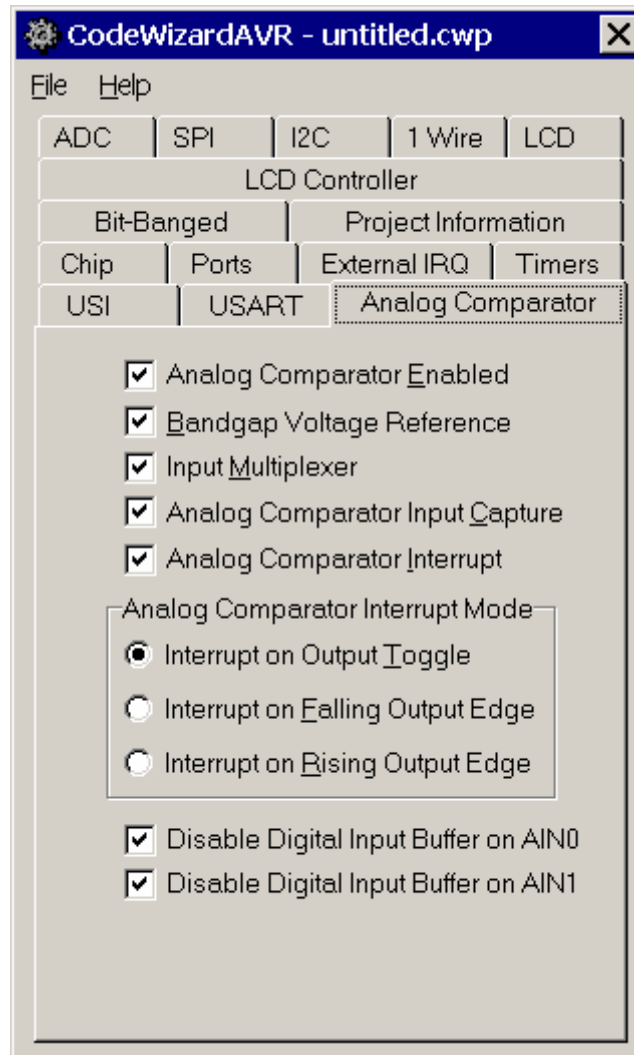 CodeWizardAVR - untitled.cwp
File Help
ADC SPI I2C 1 Wire LCD
LCD Controller
Bit-Banged Project Information
Chip Ports External IRQ Timers
USI USART Analog Comparator
Analog Comparator Enabled
Bandgap Voltage Reference
Input Multiplexer
Analog Comparator Input Capture
Analog Comparator Interrupt
Analog Comparator Interrupt Mode
Interrupt on Output Toggle
Interrupt on Falling Output Edge
Interrupt on Rising Output Edge
Disable Digital Input Buffer on AIN0
Disable Digital Input Buffer on AIN1